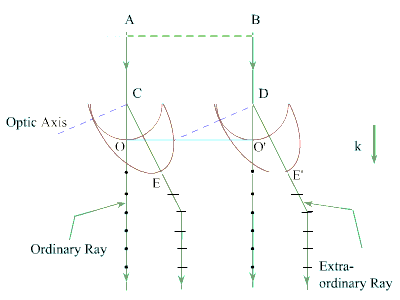 A
B
C
D
Optic Axis
O
O'
k
E
E'
Ordinary Ray
Extra-
ordinary Ray